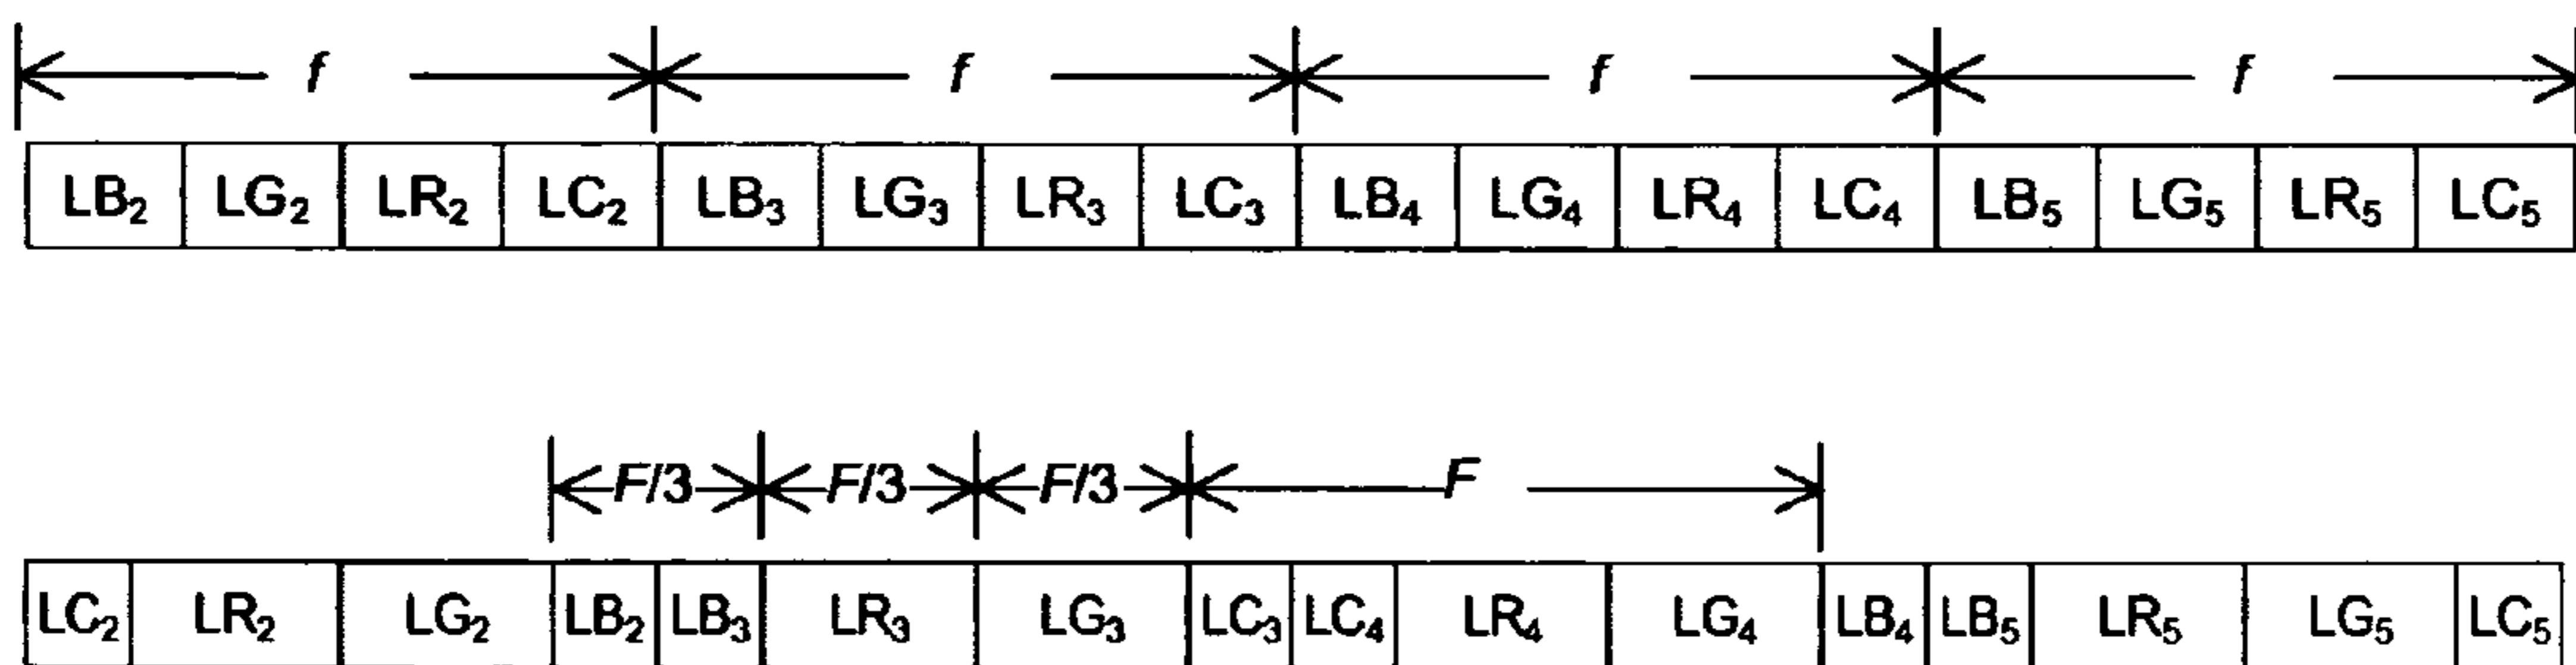 f f f f
LB₂ LG₂ LR₂ LC₂ LB₃ LG₃ LR₃ LC₃ LB₄ LG₄ LR₄ LC₄ LB₅ LG₅ LR₅ LC₅
F/3 F/3 F/3 F
LC₂ LR₂ LG₂ LB₂ LB₃ LR₃ LG₃ LC₃ LC₄ LR₄ LG₄ LB₄ LB₅ LR₅ LG₅ LC₅